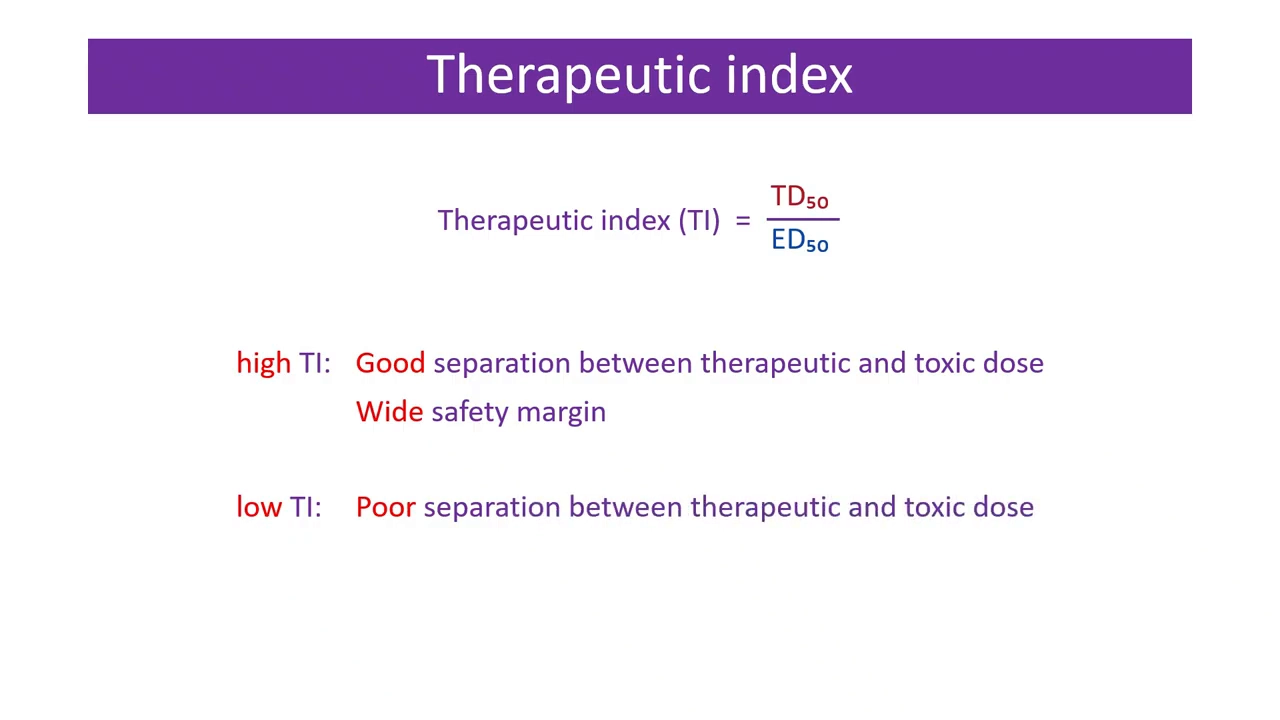 Therapeutic index
Therapeutic index (TI) = TD₅₀ / ED₅₀
high TI: Good separation between therapeutic and toxic dose
Wide safety margin
low TI: Poor separation between therapeutic and toxic dose